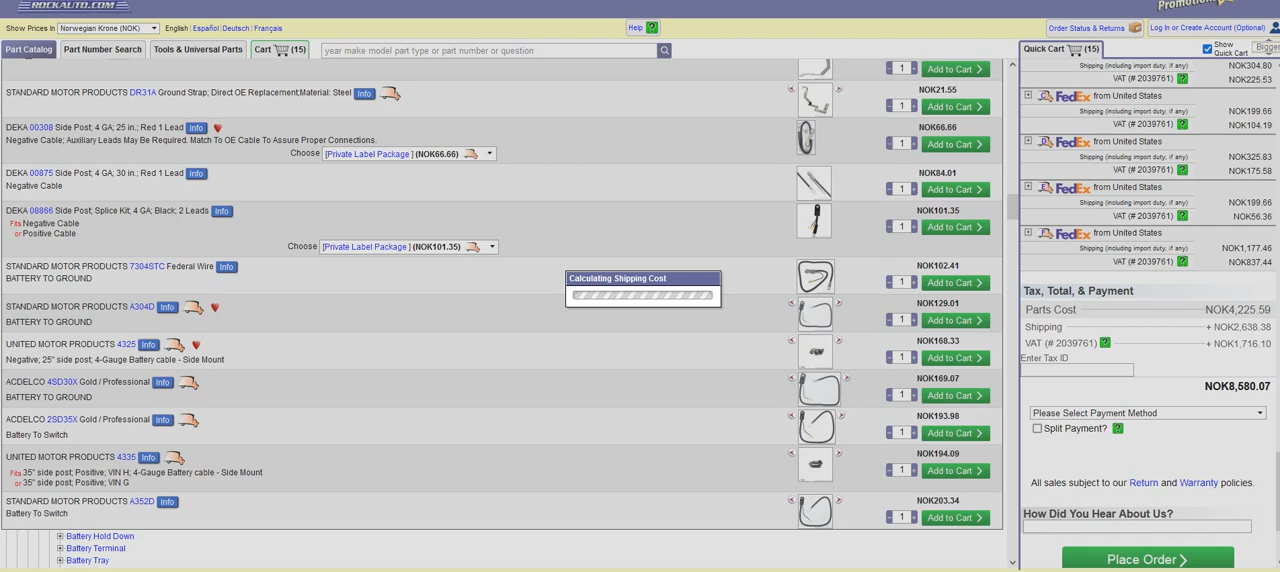 ROCKAUTO.COM
Promotion
Show Prices In Norwegian Krone (NOK) English | Español | Deutsch | Français
Help ?
Order Status & Returns
Log In or Create Account (Optional)
Part Catalog Part Number Search Tools & Universal Parts Cart (15)
year make model part type or part number or question
Quick Cart (15)
Show Quick Cart
Bigger
1 Add to Cart
STANDARD MOTOR PRODUCTS DR31A Ground Strap; Direct OE Replacement;Material: Steel Info
NOK21.55
1 Add to Cart
DEKA 00308 Side Post; 4 GA; 25 in.; Red 1 Lead Info
Negative Cable; Auxiliary Leads May Be Required. Match To OE Cable To Assure Proper Connections.
Choose [Private Label Package ] (NOK66.66)
NOK66.66
1 Add to Cart
DEKA 00875 Side Post; 4 GA; 30 in.; Red 1 Lead Info
Negative Cable
NOK84.01
1 Add to Cart
DEKA 08866 Side Post; Splice Kit; 4 GA; Black; 2 Leads Info
Fits Negative Cable
or Positive Cable
Choose [Private Label Package ] (NOK101.35)
NOK101.35
1 Add to Cart
STANDARD MOTOR PRODUCTS 7304STC Federal Wire Info
BATTERY TO GROUND
NOK102.41
1 Add to Cart
STANDARD MOTOR PRODUCTS A304D Info
BATTERY TO GROUND
NOK129.01
1 Add to Cart
UNITED MOTOR PRODUCTS 4325 Info
Negative; 25" side post; 4-Gauge Battery cable - Side Mount
NOK168.33
1 Add to Cart
ACDELCO 4SD30X Gold / Professional Info
BATTERY TO GROUND
NOK169.07
1 Add to Cart
ACDELCO 2SD35X Gold / Professional Info
Battery To Switch
NOK193.98
1 Add to Cart
UNITED MOTOR PRODUCTS 4335 Info
Fits 35" side post; Positive; VIN H; 4-Gauge Battery cable - Side Mount
or 35" side post; Positive; VIN G
NOK194.09
1 Add to Cart
STANDARD MOTOR PRODUCTS A352D Info
Battery To Switch
NOK203.34
1 Add to Cart
Battery Hold Down
Battery Terminal
Battery Tray
Calculating Shipping Cost
Shipping (including import duty, if any) NOK304.80
VAT (# 2039761) ? NOK225.53
FedEx from United States
Shipping (including import duty, if any) NOK199.66
VAT (# 2039761) ? NOK104.19
FedEx from United States
Shipping (including import duty, if any) NOK325.83
VAT (# 2039761) ? NOK175.58
FedEx from United States
Shipping (including import duty, if any) NOK199.66
VAT (# 2039761) ? NOK56.36
FedEx from United States
Shipping (including import duty, if any) NOK1,177.46
VAT (# 2039761) ? NOK837.44
Tax, Total, & Payment
Parts Cost NOK4,225.59
Shipping + NOK2,638.38
VAT (# 2039761) ? + NOK1,716.10
Enter Tax ID
NOK8,580.07
Please Select Payment Method
Split Payment? ?
All sales subject to our Return and Warranty policies.
How Did You Hear About Us?
Place Order